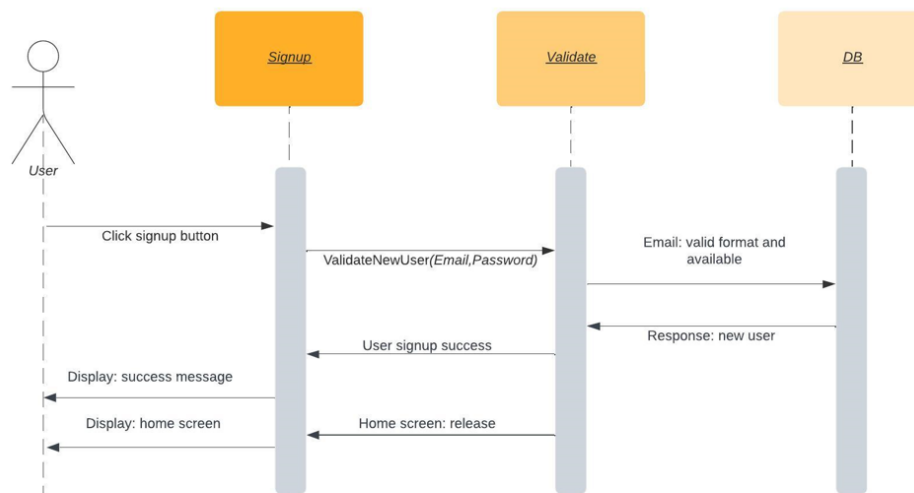 Signup
Validate
DB
User
Click signup button
ValidateNewUser(Email,Password)
Email: valid format and
available
Response: new user
User signup success
Display: success message
Home screen: release
Display: home screen